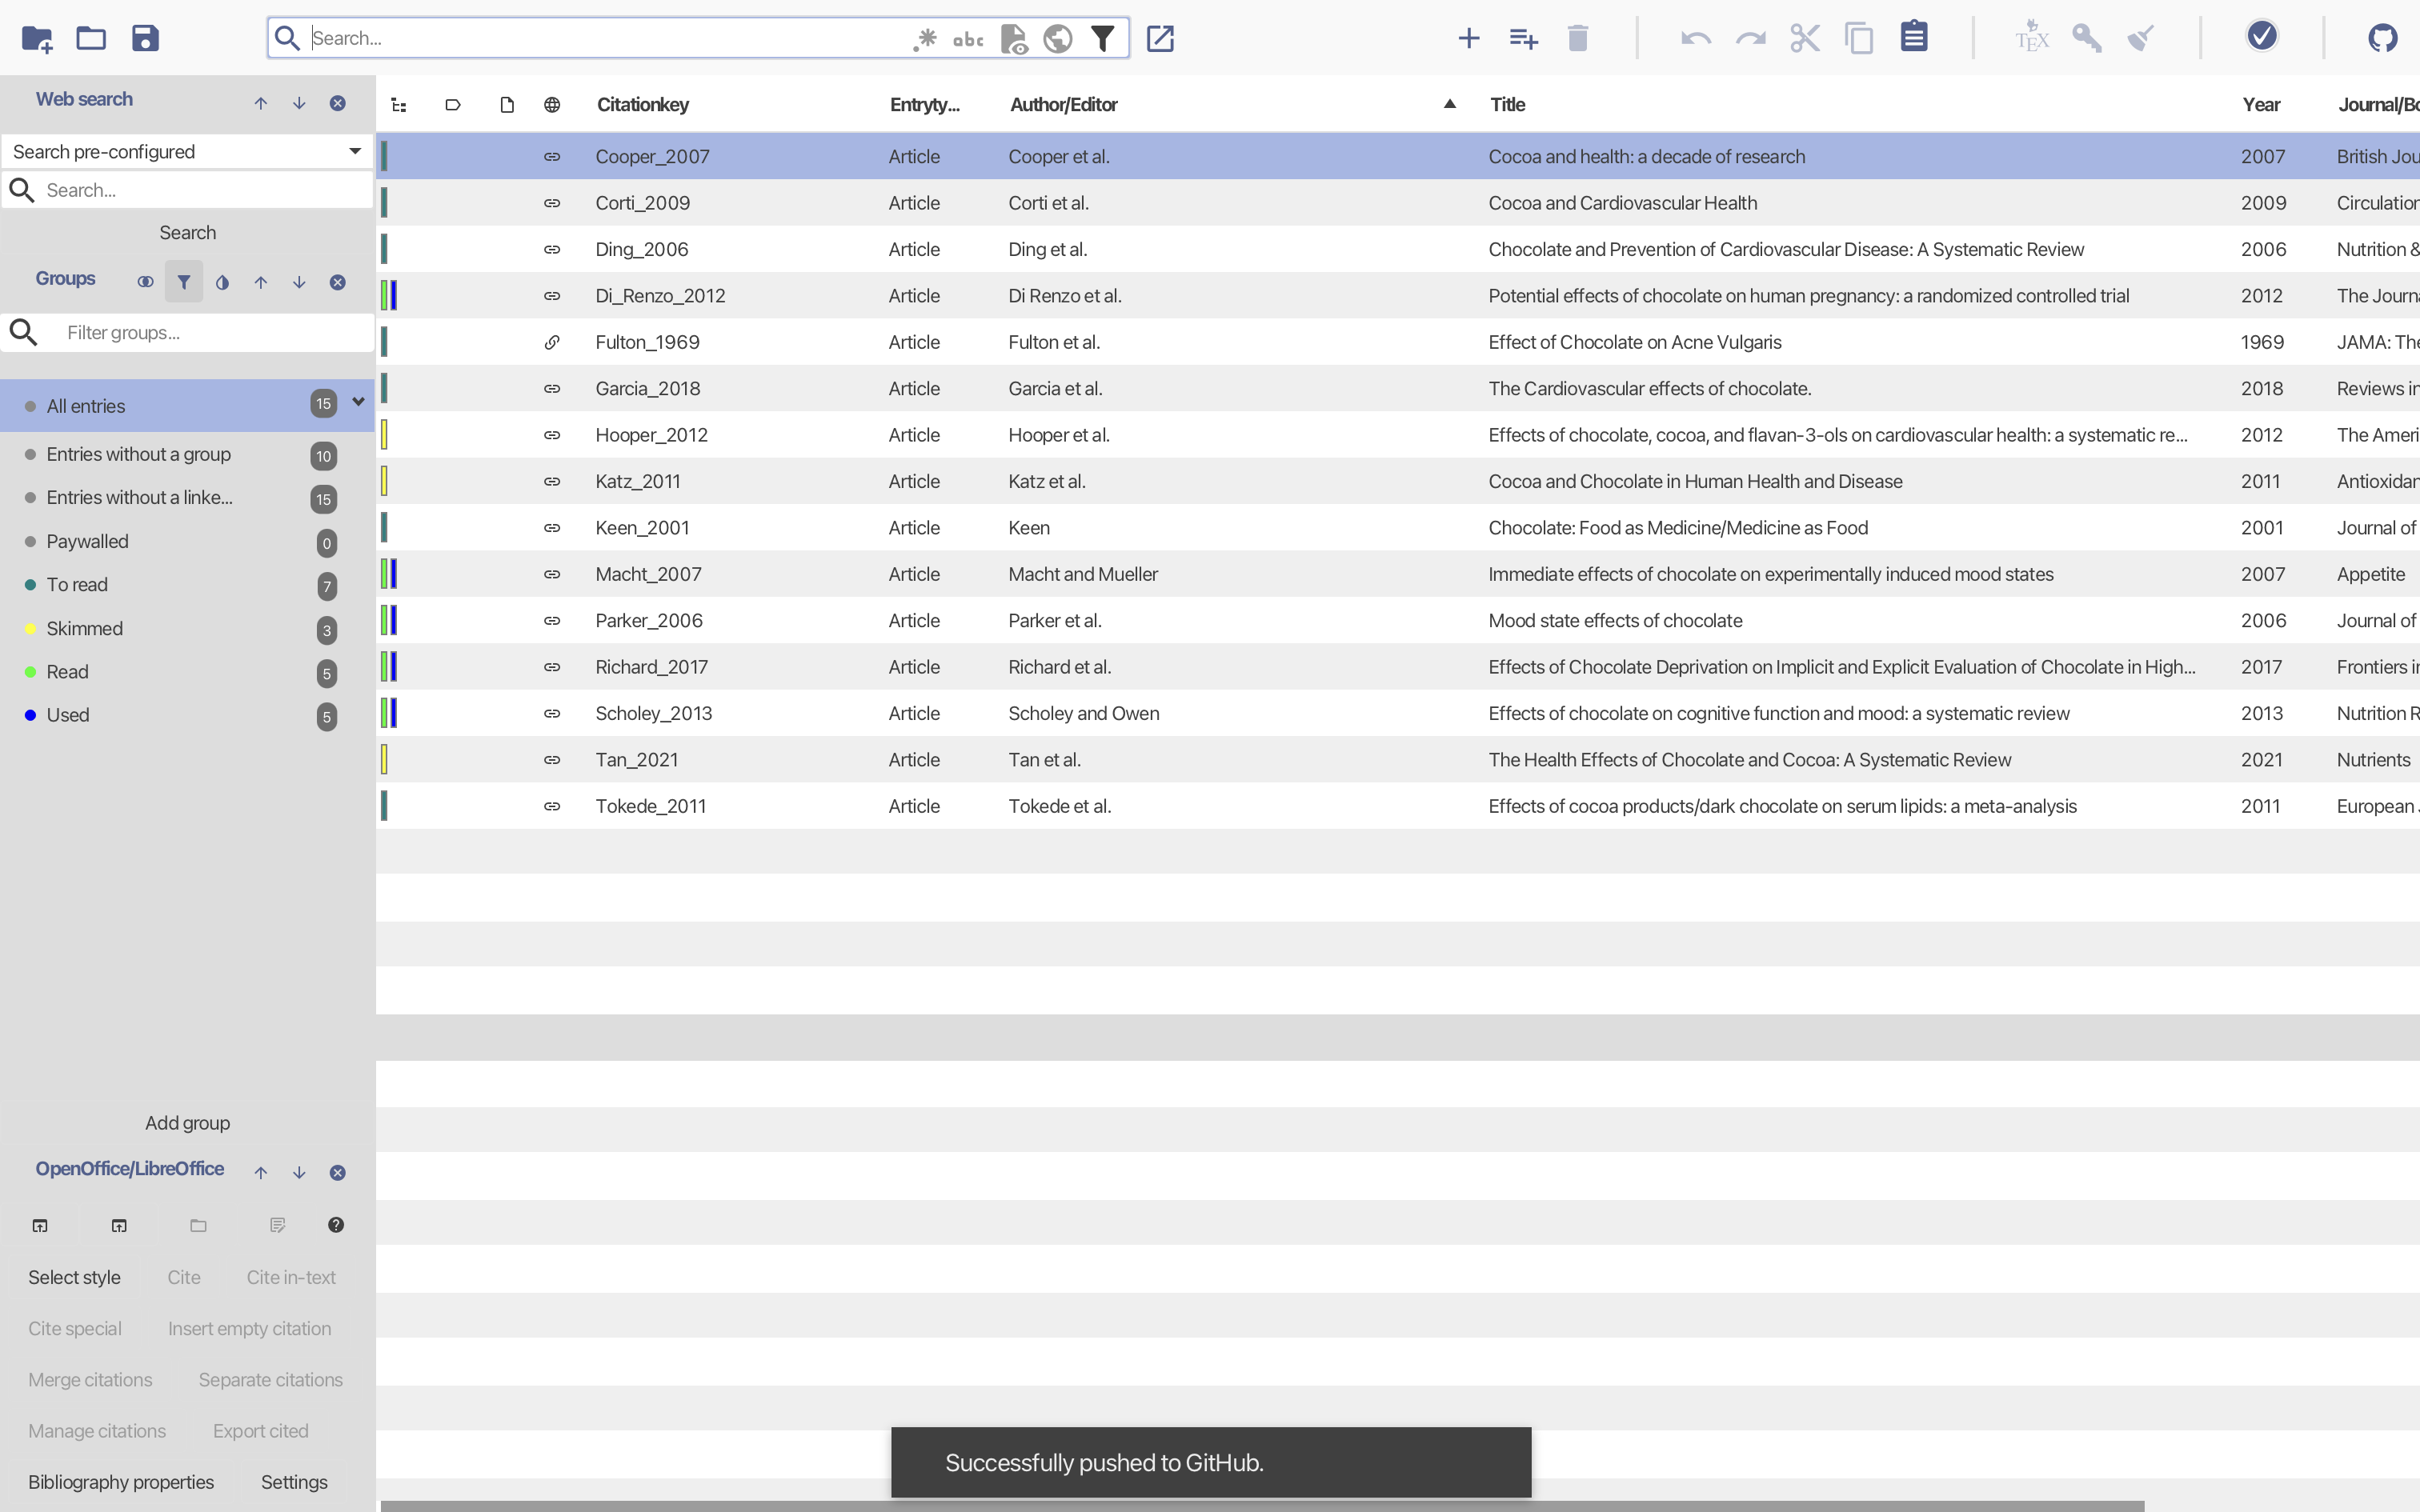 Search...
.*
abc
TEX
Web search
Search pre-configured
Search...
Search
Groups
Filter groups...
All entries 15
Entries without a group 10
Entries without a linke... 15
Paywalled 0
To read 7
Skimmed 3
Read 5
Used 5
Add group
OpenOffice/LibreOffice
Select style Cite Cite in-text
Cite special Insert empty citation
Merge citations Separate citations
Manage citations Export cited
Bibliography properties Settings
Citationkey Entryty... Author/Editor Title Year Journal/Bo
Cooper_2007 Article Cooper et al. Cocoa and health: a decade of research 2007 British Jou
Corti_2009 Article Corti et al. Cocoa and Cardiovascular Health 2009 Circulation
Ding_2006 Article Ding et al. Chocolate and Prevention of Cardiovascular Disease: A Systematic Review 2006 Nutrition &
Di_Renzo_2012 Article Di Renzo et al. Potential effects of chocolate on human pregnancy: a randomized controlled trial 2012 The Journa
Fulton_1969 Article Fulton et al. Effect of Chocolate on Acne Vulgaris 1969 JAMA: The
Garcia_2018 Article Garcia et al. The Cardiovascular effects of chocolate. 2018 Reviews in
Hooper_2012 Article Hooper et al. Effects of chocolate, cocoa, and flavan-3-ols on cardiovascular health: a systematic re... 2012 The Ameri
Katz_2011 Article Katz et al. Cocoa and Chocolate in Human Health and Disease 2011 Antioxidan
Keen_2001 Article Keen Chocolate: Food as Medicine/Medicine as Food 2001 Journal of
Macht_2007 Article Macht and Mueller Immediate effects of chocolate on experimentally induced mood states 2007 Appetite
Parker_2006 Article Parker et al. Mood state effects of chocolate 2006 Journal of
Richard_2017 Article Richard et al. Effects of Chocolate Deprivation on Implicit and Explicit Evaluation of Chocolate in High... 2017 Frontiers in
Scholey_2013 Article Scholey and Owen Effects of chocolate on cognitive function and mood: a systematic review 2013 Nutrition R
Tan_2021 Article Tan et al. The Health Effects of Chocolate and Cocoa: A Systematic Review 2021 Nutrients
Tokede_2011 Article Tokede et al. Effects of cocoa products/dark chocolate on serum lipids: a meta-analysis 2011 European
Successfully pushed to GitHub.